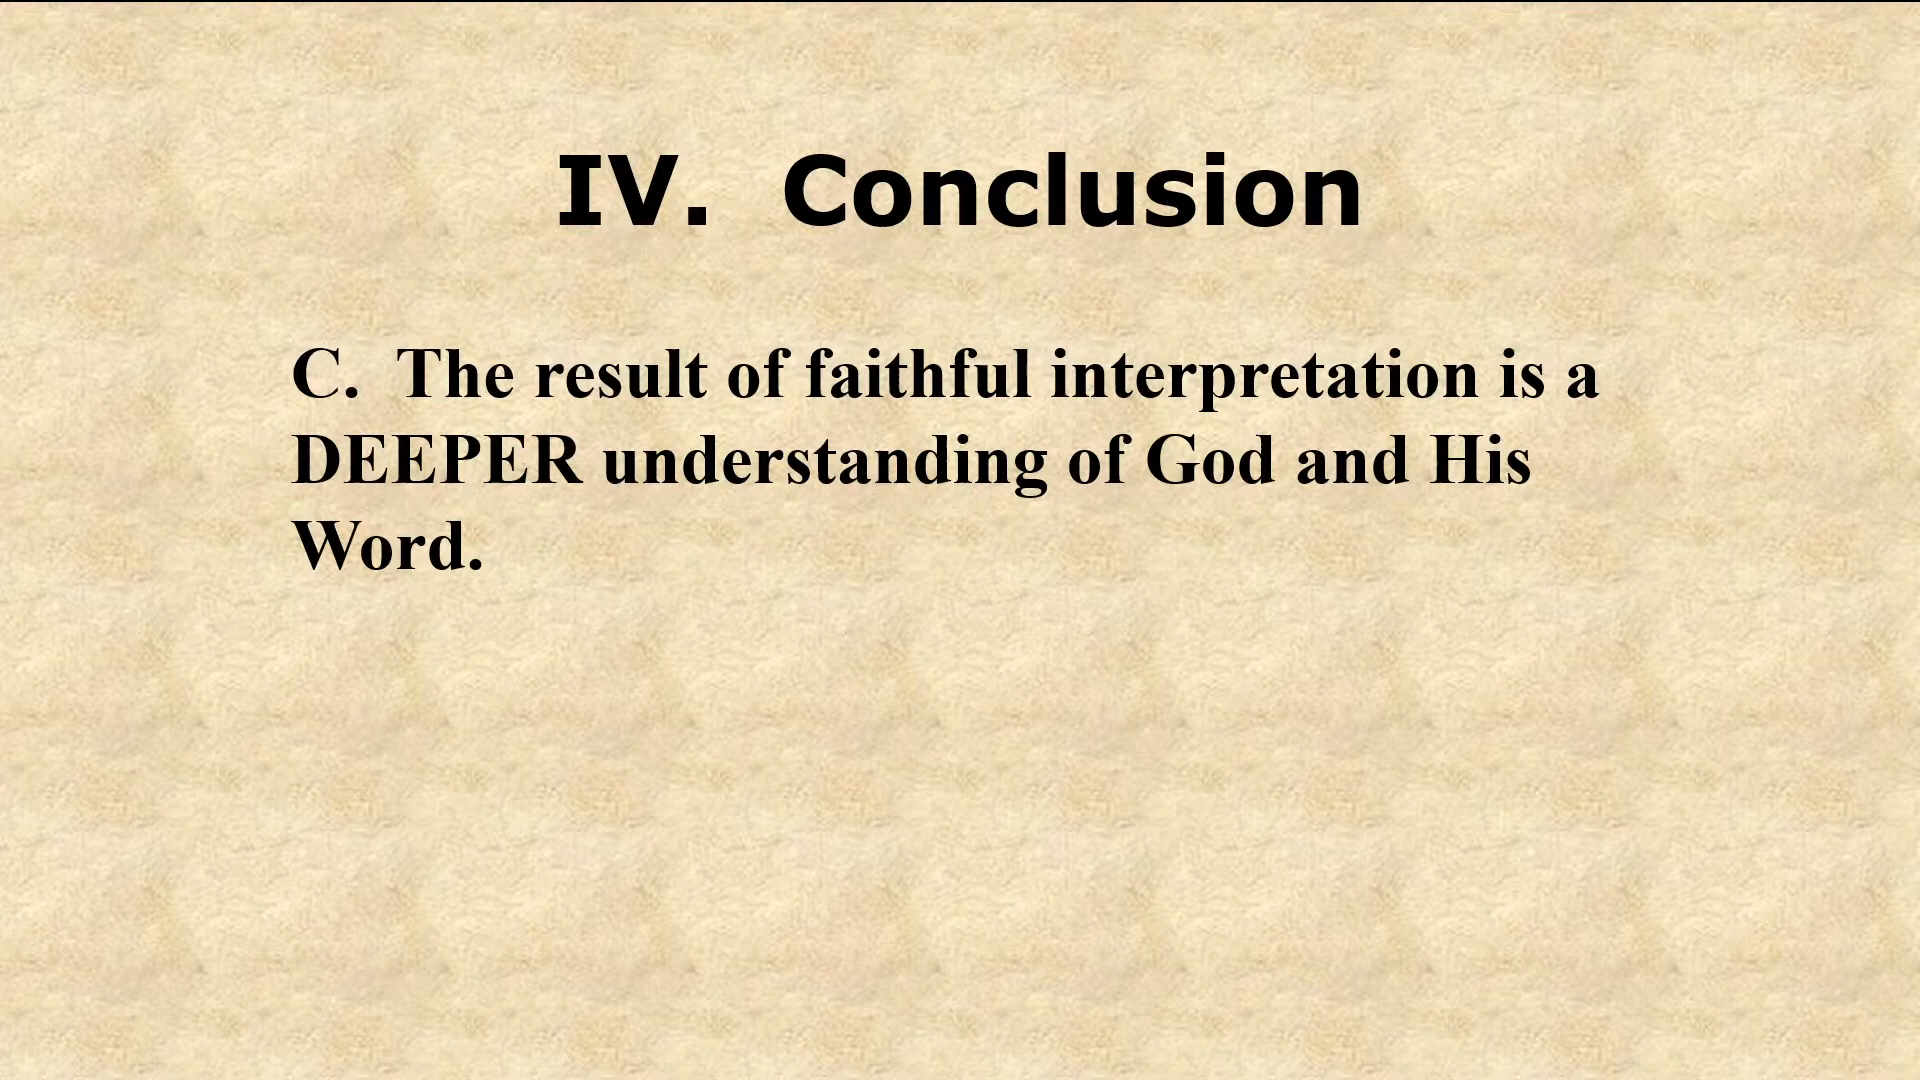 IV.  Conclusion
C.  The result of faithful interpretation is a
DEEPER understanding of God and His
Word.